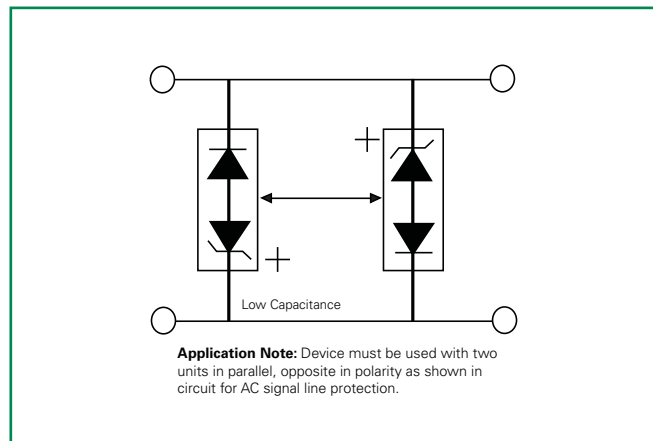 Low Capacitance
Application Note: Device must be used with two
units in parallel, opposite in polarity as shown in
circuit for AC signal line protection.